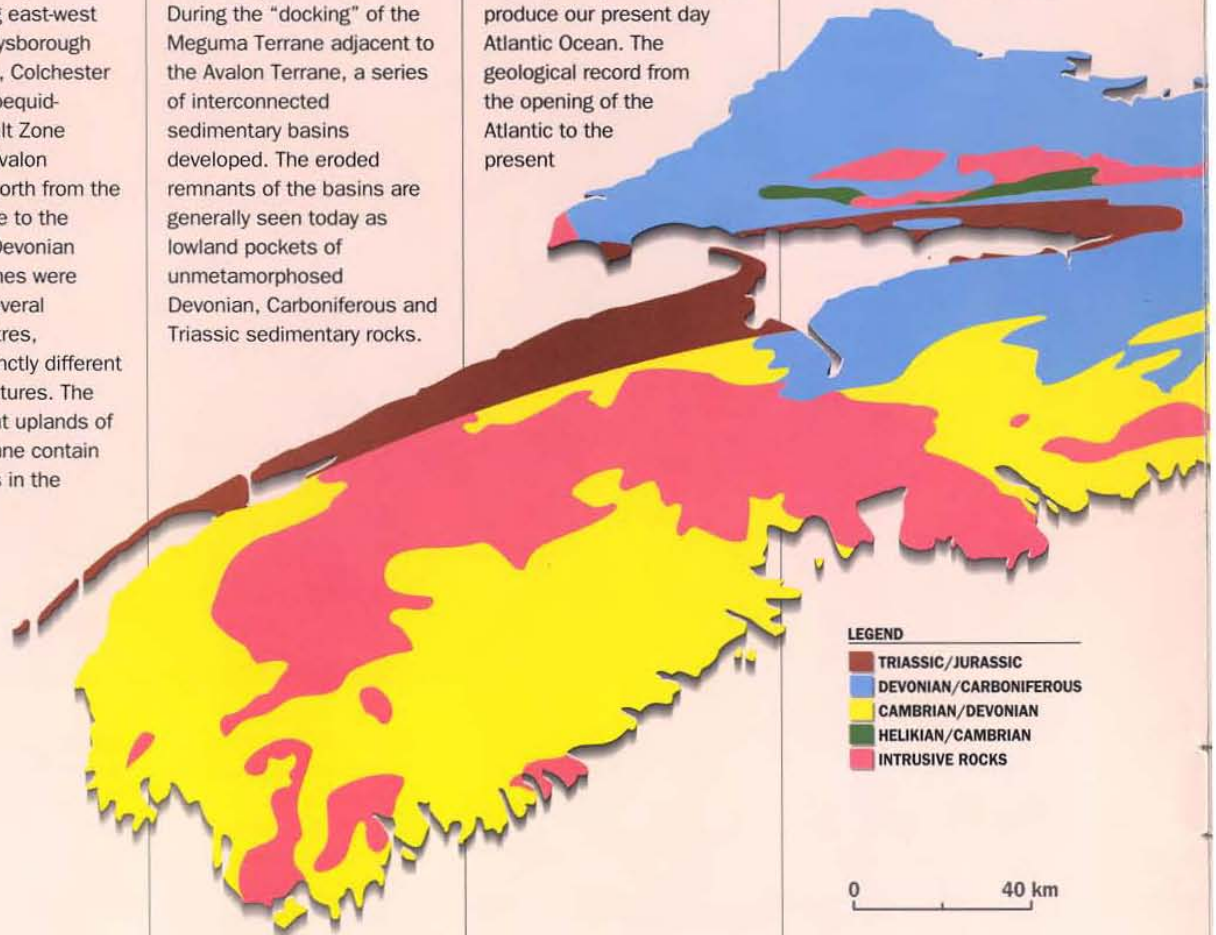 g east-west
ysborough
, Colchester
pequid-
lt Zone
valon
orth from the
e to the
Devonian
nes were
everal
tres,
nctly different
tures. The
nt uplands of
ane contain
s in the
During the “docking” of the
Meguma Terrane adjacent to
the Avalon Terrane, a series
of interconnected
sedimentary basins
developed. The eroded
remnants of the basins are
generally seen today as
lowland pockets of
unmetamorphosed
Devonian, Carboniferous and
Triassic sedimentary rocks.
produce our present day
Atlantic Ocean. The
geological record from
the opening of the
Atlantic to the
present
LEGEND
TRIASSIC/JURASSIC
DEVONIAN/CARBONIFEROUS
CAMBRIAN/DEVONIAN
HELIKIAN/CAMBRIAN
INTRUSIVE ROCKS
0 40 km